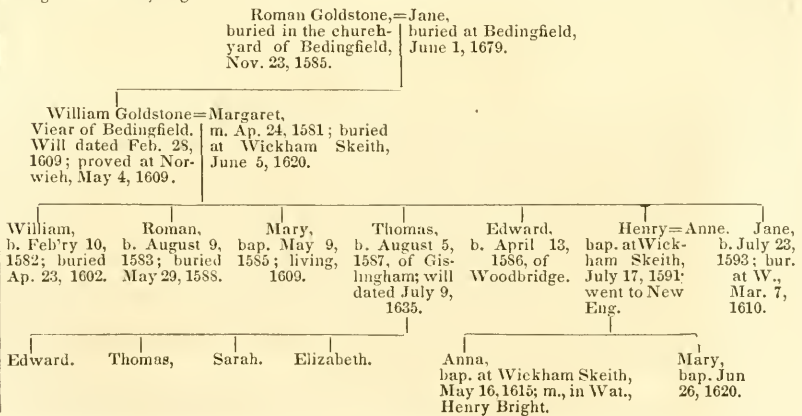 Roman Goldstone,=Jane,
buried in the church-
yard of Bedingfield,
Nov. 23, 1585.
buried at Bedingfield,
June 1, 1679.
William Goldstone=Margaret,
Vicar of Bedingfield.
Will dated Feb. 28,
1609; proved at Nor-
wich, May 4, 1609.
m. Ap. 24, 1581; buried
at Wickham Skeith,
June 5, 1620.
William,
b. Feb'ry 10,
1582; buried
Ap. 23, 1602.
Roman,
b. August 9,
1583; buried
May 29, 1588.
Mary,
bap. May 9,
1585; living,
1609.
Thomas,
b. August 5,
1587, of Gis-
lingham; will
dated July 9,
1635.
Edward,
b. April 13,
1586, of
Woodbridge.
Henry=Anne.
bap. at Wick-
ham Skeith,
July 17, 1591;
went to New
Eng.
Jane,
b. July 23,
1593; bur.
at W.,
Mar. 7,
1610.
Edward.
Thomas,
Sarah.
Elizabeth.
Anna,
bap. at Wickham Skeith,
May 16, 1615; m., in Wat.,
Henry Bright.
Mary,
bap. Jun
26, 1620.